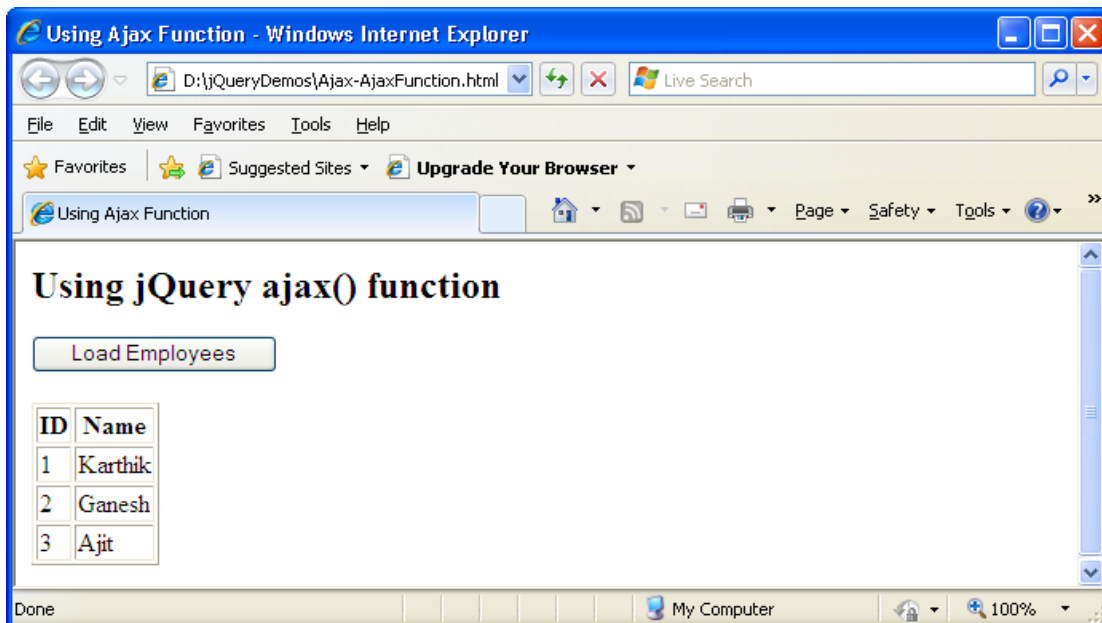 Using Ajax Function - Windows Internet Explorer
D:\jQueryDemos\Ajax-AjaxFunction.html Live Search
File Edit View Favorites Tools Help
Favorites Suggested Sites Upgrade Your Browser
Using Ajax Function Page Safety Tools »
Using jQuery ajax() function
Load Employees
ID Name
1 Karthik
2 Ganesh
3 Ajit
Done My Computer 100%